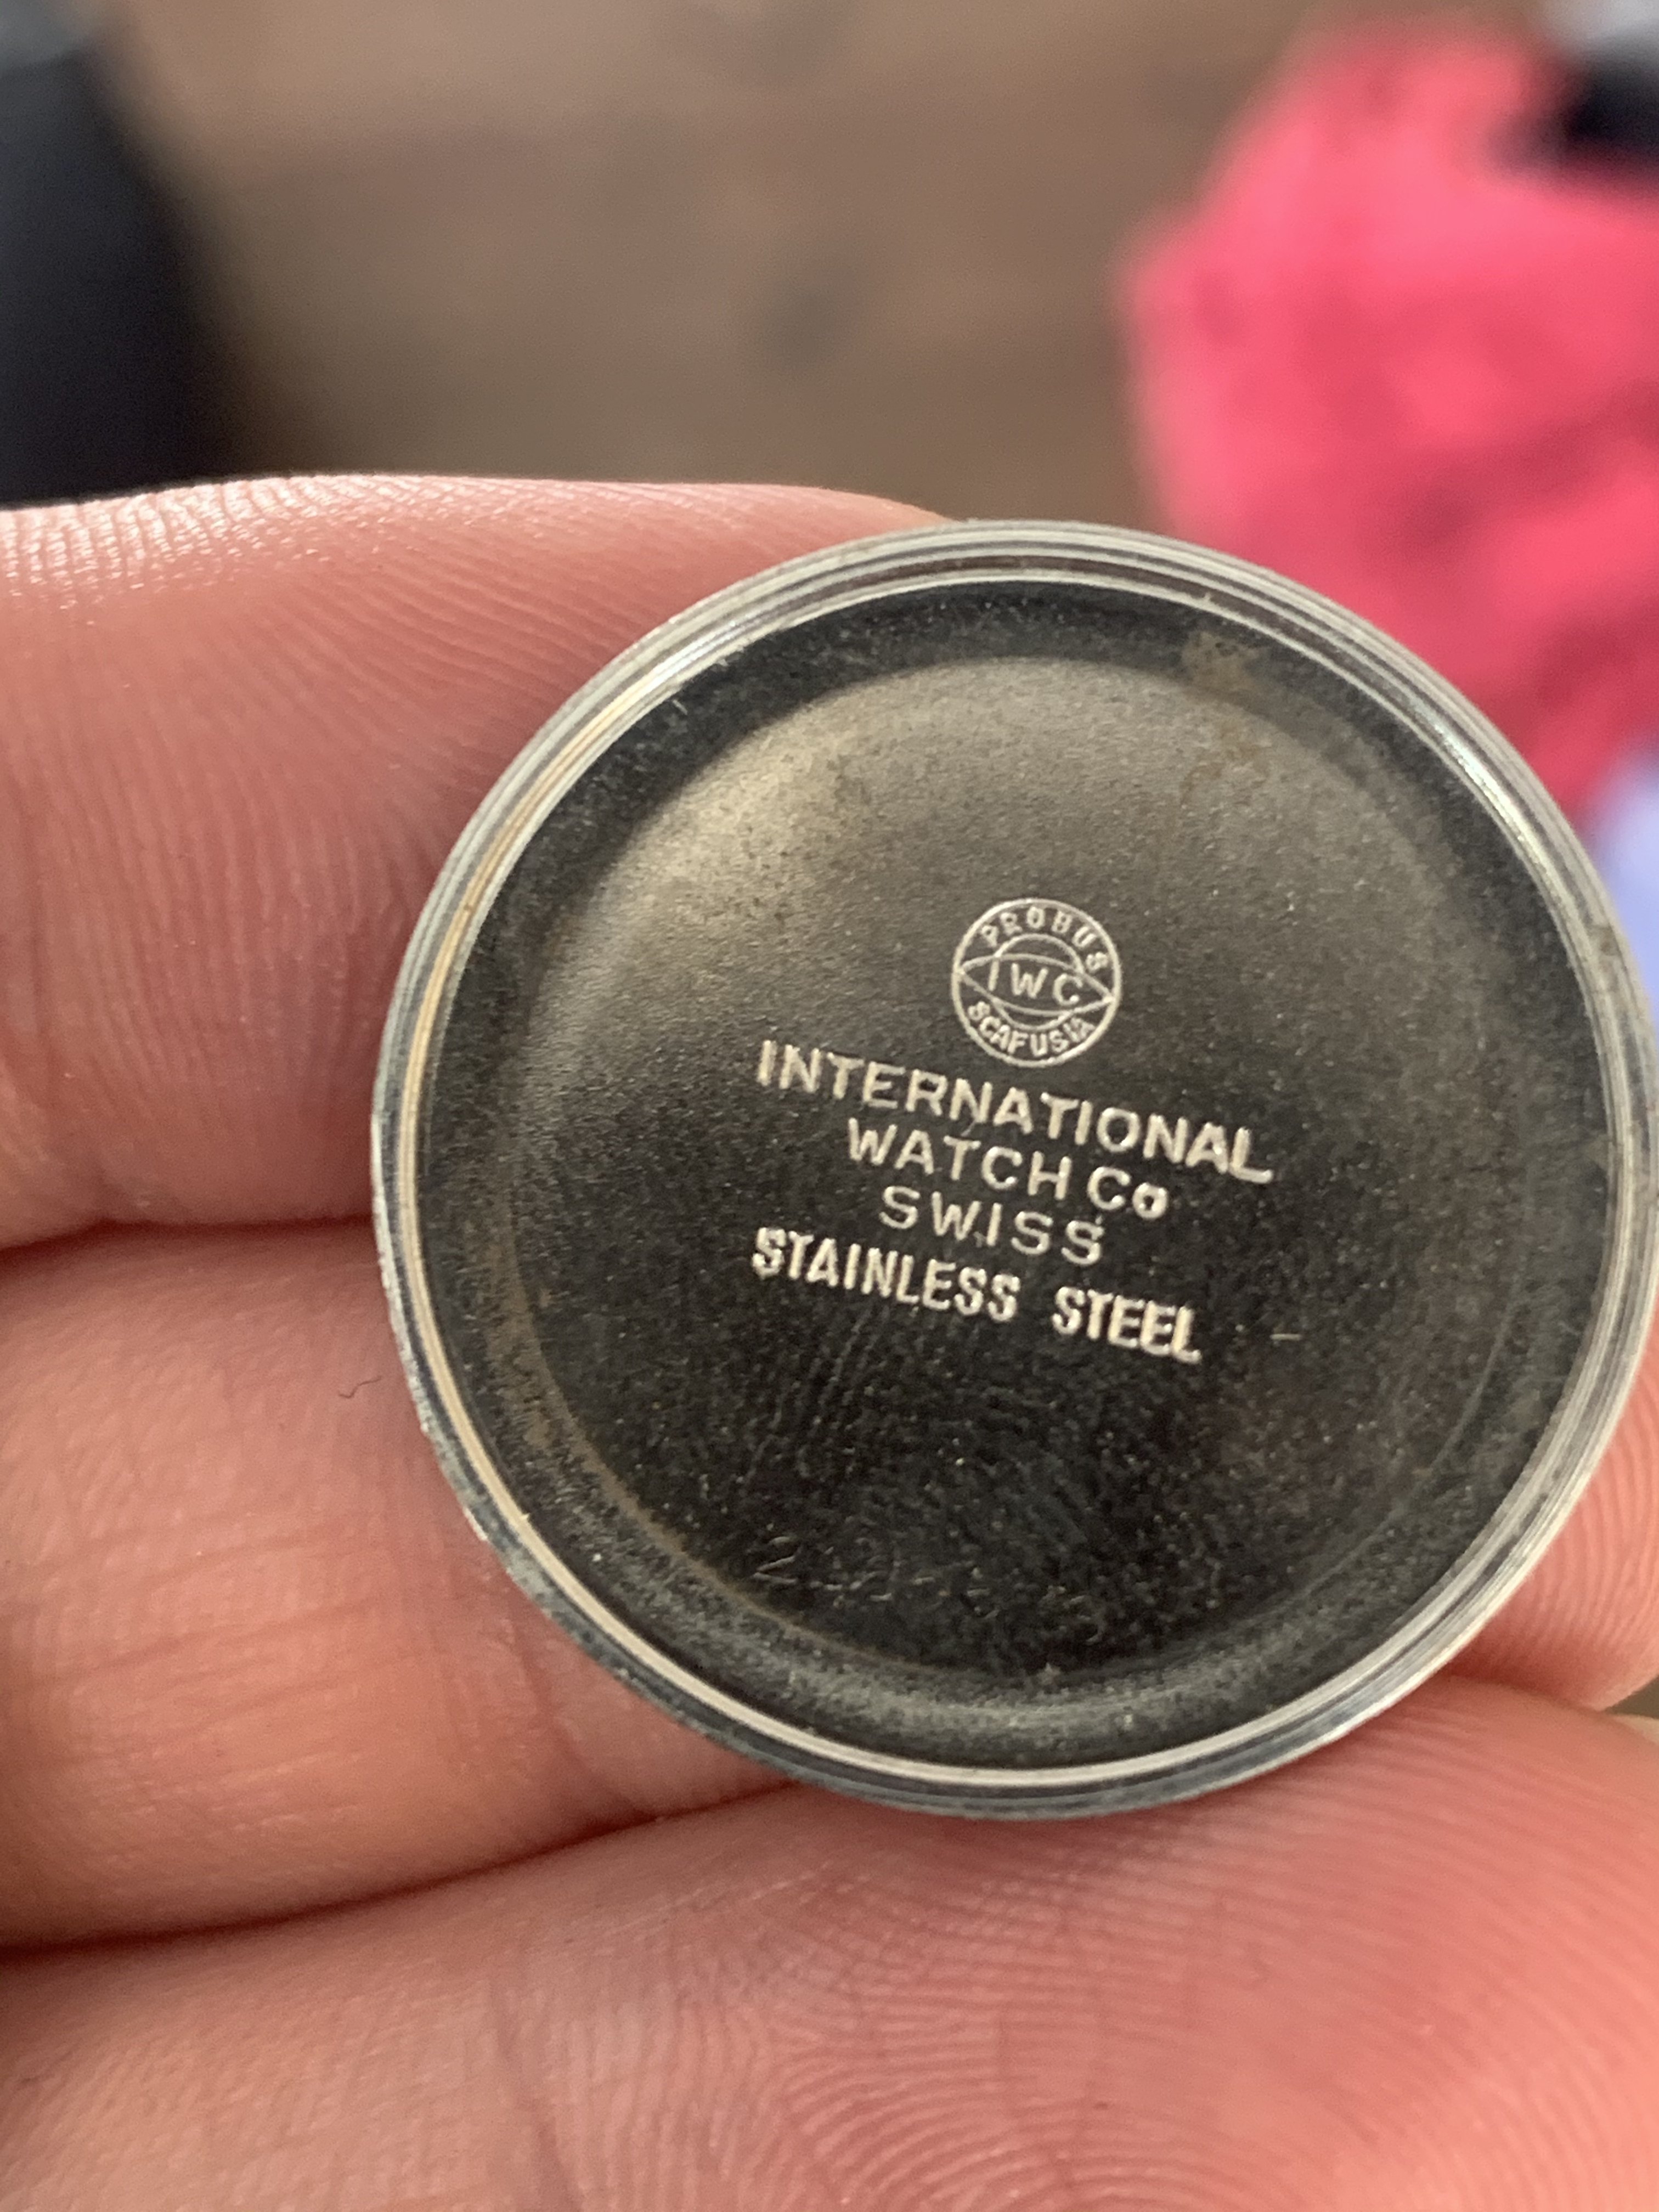 PROBUS
IWC
SCAFUSIA
INTERNATIONAL
WATCH Co
SWISS
STAINLESS STEEL